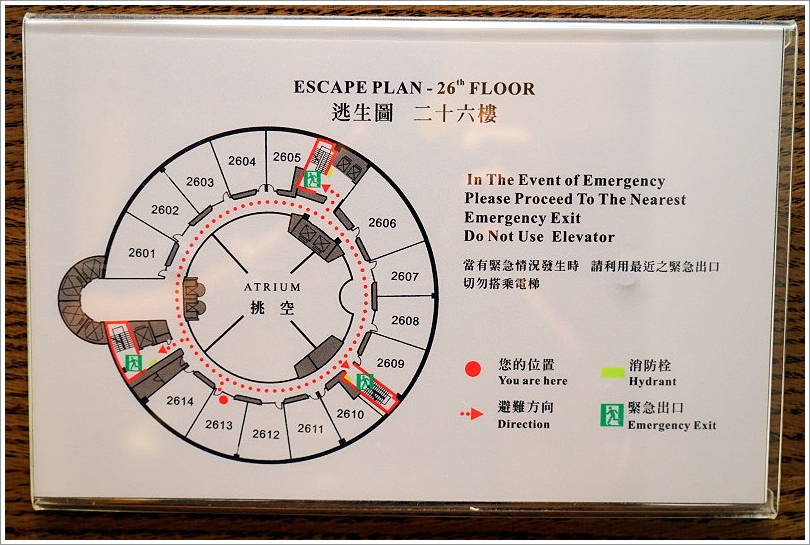 ESCAPE PLAN - 26th FLOOR
逃生圖 二十六樓
2601
2602
2603
2604
2605
2606
2607
2608
2609
2610
2611
2612
2613
2614
ATRIUM
挑空
In The Event of Emergency
Please Proceed To The Nearest
Emergency Exit
Do Not Use Elevator
當有緊急情況發生時 請利用最近之緊急出口
切勿搭乘電梯
您的位置
You are here
消防栓
Hydrant
避難方向
Direction
緊急出口
Emergency Exit